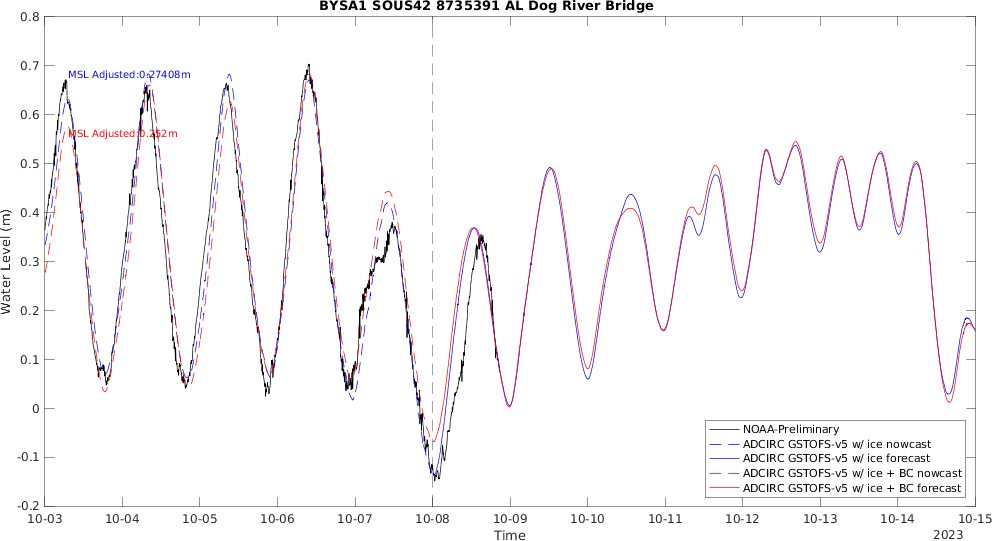 BYSA1 SOUS42 8735391 AL Dog River Bridge
0.8
0.7
0.6
0.5
0.4
0.3
0.2
0.1
0
-0.1
-0.2
Water Level (m)
MSL Adjusted:0.27408m
MSL Adjusted:0.252m
NOAA-Preliminary
ADCIRC GSTOFS-v5 w/ ice nowcast
ADCIRC GSTOFS-v5 w/ ice forecast
ADCIRC GSTOFS-v5 w/ice + BC nowcast
ADCIRC GSTOFS-v5 w/ice + BC forecast
10-03 10-04 10-05 10-06 10-07 10-08 10-09 10-10 10-11 10-12 10-13 10-14 10-15
Time
2023